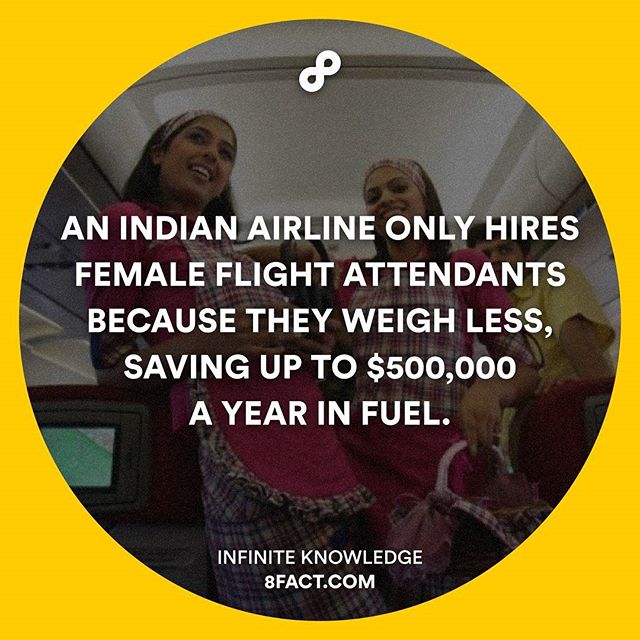 AN INDIAN AIRLINE ONLY HIRES
FEMALE FLIGHT ATTENDANTS
BECAUSE THEY WEIGH LESS,
SAVING UP TO $500,000
A YEAR IN FUEL.
INFINITE KNOWLEDGE
8FACT.COM